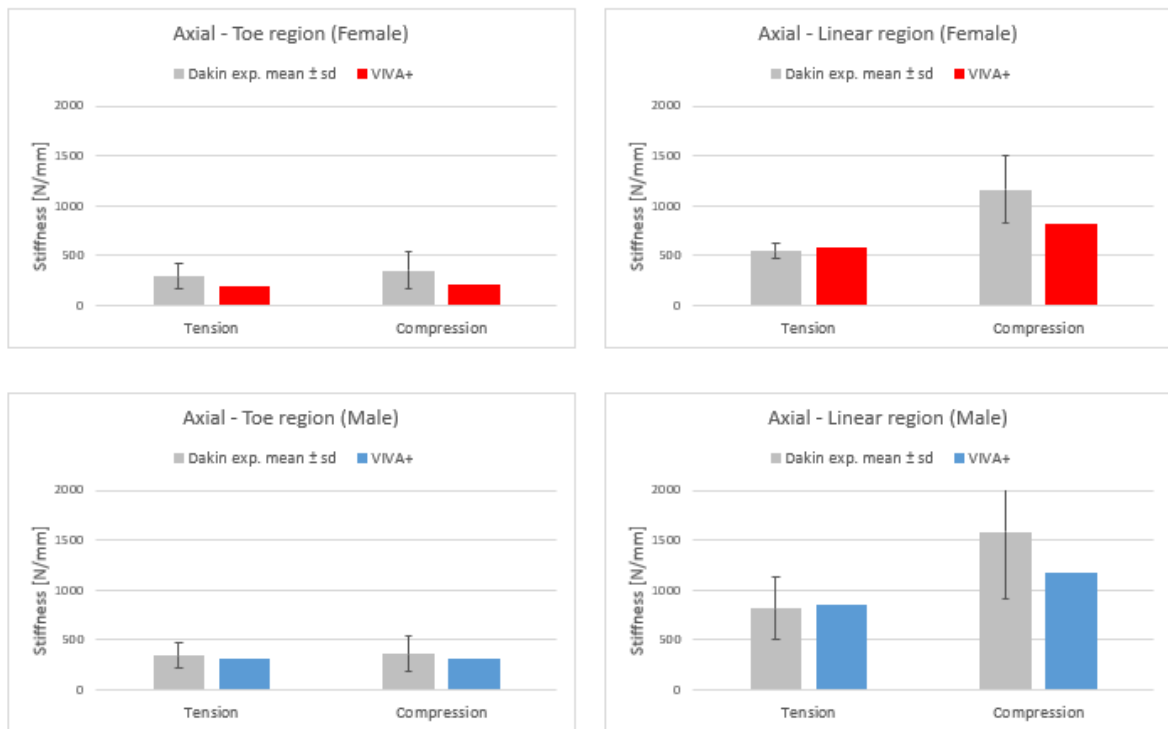 Axial - Toe region (Female)
Dakin exp. mean ± sd VIVA+
Stiffness [N/mm]
2000
1500
1000
500
0
Tension Compression
Axial - Linear region (Female)
Dakin exp. mean ± sd VIVA+
Stiffness [N/mm]
2000
1500
1000
500
0
Tension Compression
Axial - Toe region (Male)
Dakin exp. mean ± sd VIVA+
Stiffness [N/mm]
2000
1500
1000
500
0
Tension Compression
Axial - Linear region (Male)
Dakin exp. mean ± sd VIVA+
Stiffness [N/mm]
2000
1500
1000
500
0
Tension Compression